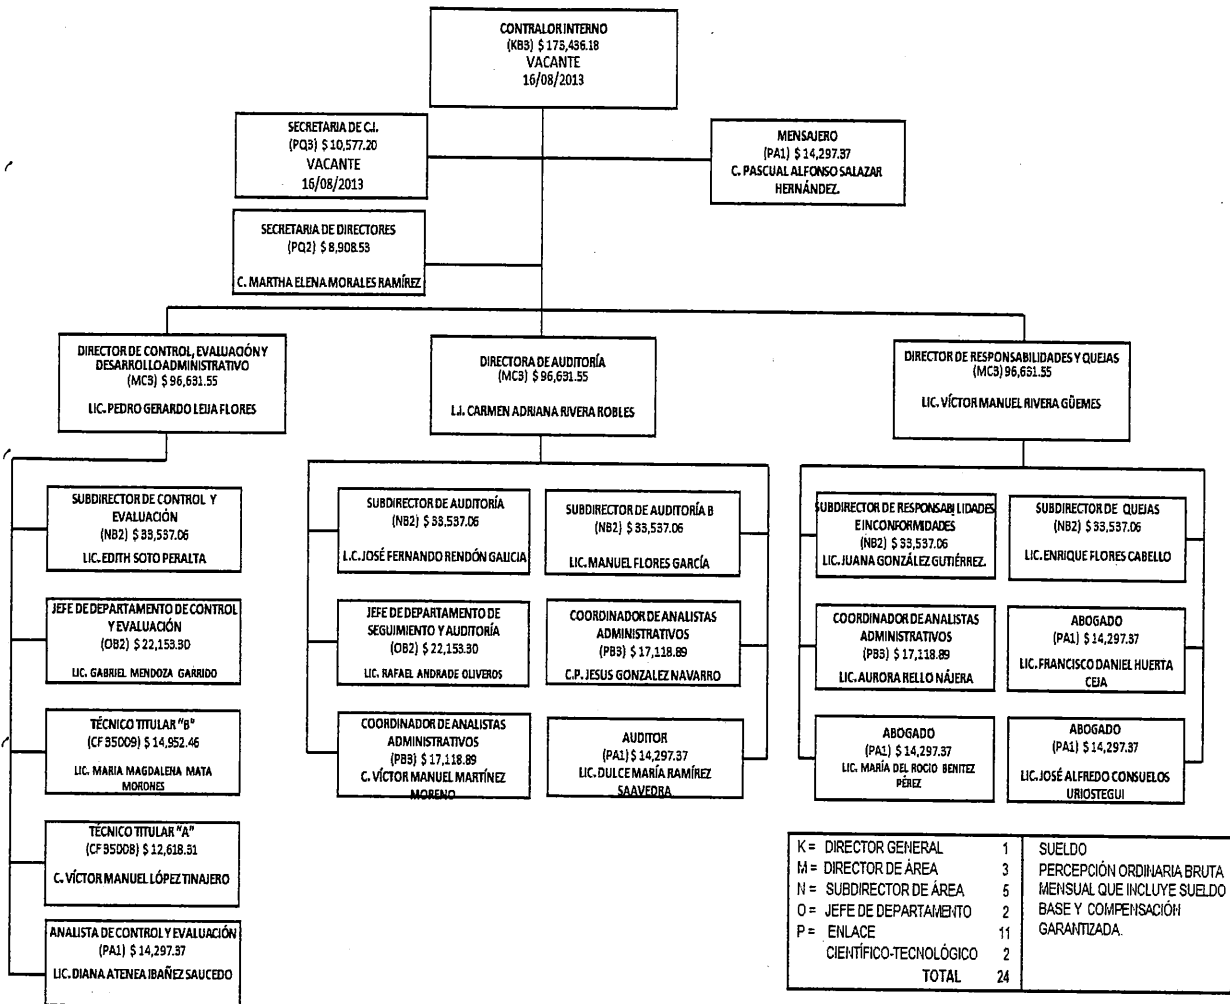 CONTRALOR INTERNO
(KB3) $ 173,436.18
VACANTE
16/08/2013
SECRETARIA DE C.I.
(PQ3) $ 10,577.20
VACANTE
16/08/2013
MENSAJERO
(PA1) $ 14,297.37
C. PASCUAL ALFONSO SALAZAR
HERNÁNDEZ.
SECRETARIA DE DIRECTORES
(PQ2) $ 8,908.53
C. MARTHA ELENA MORALES RAMÍREZ
DIRECTOR DE CONTROL, EVALUACIÓN Y
DESARROLLO ADMINISTRATIVO
(MC3) $ 96,631.55
LIC. PEDRO GERARDO LEIJA FLORES
DIRECTORA DE AUDITORÍA
(MC3) $ 96,631.55
L.I. CARMEN ADRIANA RIVERA ROBLES
DIRECTOR DE RESPONSABILIDADES Y QUEJAS
(MC3) 96,631.55
LIC. VÍCTOR MANUEL RIVERA GÜEMES
SUBDIRECTOR DE CONTROL Y
EVALUACIÓN
(NB2) $ 33,537.06
LIC. EDITH SOTO PERALTA
JEFE DE DEPARTAMENTO DE CONTROL
Y EVALUACIÓN
(OB2) $ 22,153.30
LIC. GABRIEL MENDOZA GARRIDO
TÉCNICO TITULAR "B"
(CF 35009) $ 14,952.46
LIC. MARIA MAGDALENA MATA
MORONES
TÉCNICO TITULAR "A"
(CF 35008) $ 12,618.31
C. VÍCTOR MANUEL LÓPEZ TINAJERO
ANALISTA DE CONTROL Y EVALUACIÓN
(PA1) $ 14,297.37
LIC. DIANA ATENEA IBAÑEZ SAUCEDO
SUBDIRECTOR DE AUDITORÍA
(NB2) $ 33,537.06
L.C. JOSÉ FERNANDO RENDÓN GALICIA
SUBDIRECTOR DE AUDITORÍA B
(NB2) $ 33,537.06
LIC. MANUEL FLORES GARCÍA
JEFE DE DEPARTAMENTO DE
SEGUIMIENTO Y AUDITORÍA
(OB2) $ 22,153.30
LIC. RAFAEL ANDRADE OLIVEROS
COORDINADOR DE ANALISTAS
ADMINISTRATIVOS
(PB3) $ 17,118.89
C.P. JESUS GONZALEZ NAVARRO
COORDINADOR DE ANALISTAS
ADMINISTRATIVOS
(PB3) $ 17,118.89
C. VÍCTOR MANUEL MARTÍNEZ
MORENO
AUDITOR
(PA1) $ 14,297.37
LIC. DULCE MARÍA RAMÍREZ
SAAVEDRA
SUBDIRECTOR DE RESPONSABILIDADES
E INCONFORMIDADES
(NB2) $ 33,537.06
LIC. JUANA GONZÁLEZ GUTIÉRREZ.
SUBDIRECTOR DE QUEJAS
(NB2) $ 33,537.06
LIC. ENRIQUE FLORES CABELLO
COORDINADOR DE ANALISTAS
ADMINISTRATIVOS
(PB3) $ 17,118.89
LIC. AURORA RELLO NÁJERA
ABOGADO
(PA1) $ 14,297.37
LIC. FRANCISCO DANIEL HUERTA
CEJA
ABOGADO
(PA1) $ 14,297.37
LIC. MARÍA DEL ROCIO BENITEZ
PÉREZ
ABOGADO
(PA1) $ 14,297.37
LIC. JOSÉ ALFREDO CONSUELOS
URIOSTEGUI
K = DIRECTOR GENERAL 1
M = DIRECTOR DE ÁREA 3
N = SUBDIRECTOR DE ÁREA 5
O = JEFE DE DEPARTAMENTO 2
P = ENLACE 11
CIENTÍFICO-TECNOLÓGICO 2
TOTAL 24
SUELDO
PERCEPCIÓN ORDINARIA BRUTA
MENSUAL QUE INCLUYE SUELDO
BASE Y COMPENSACIÓN
GARANTIZADA.